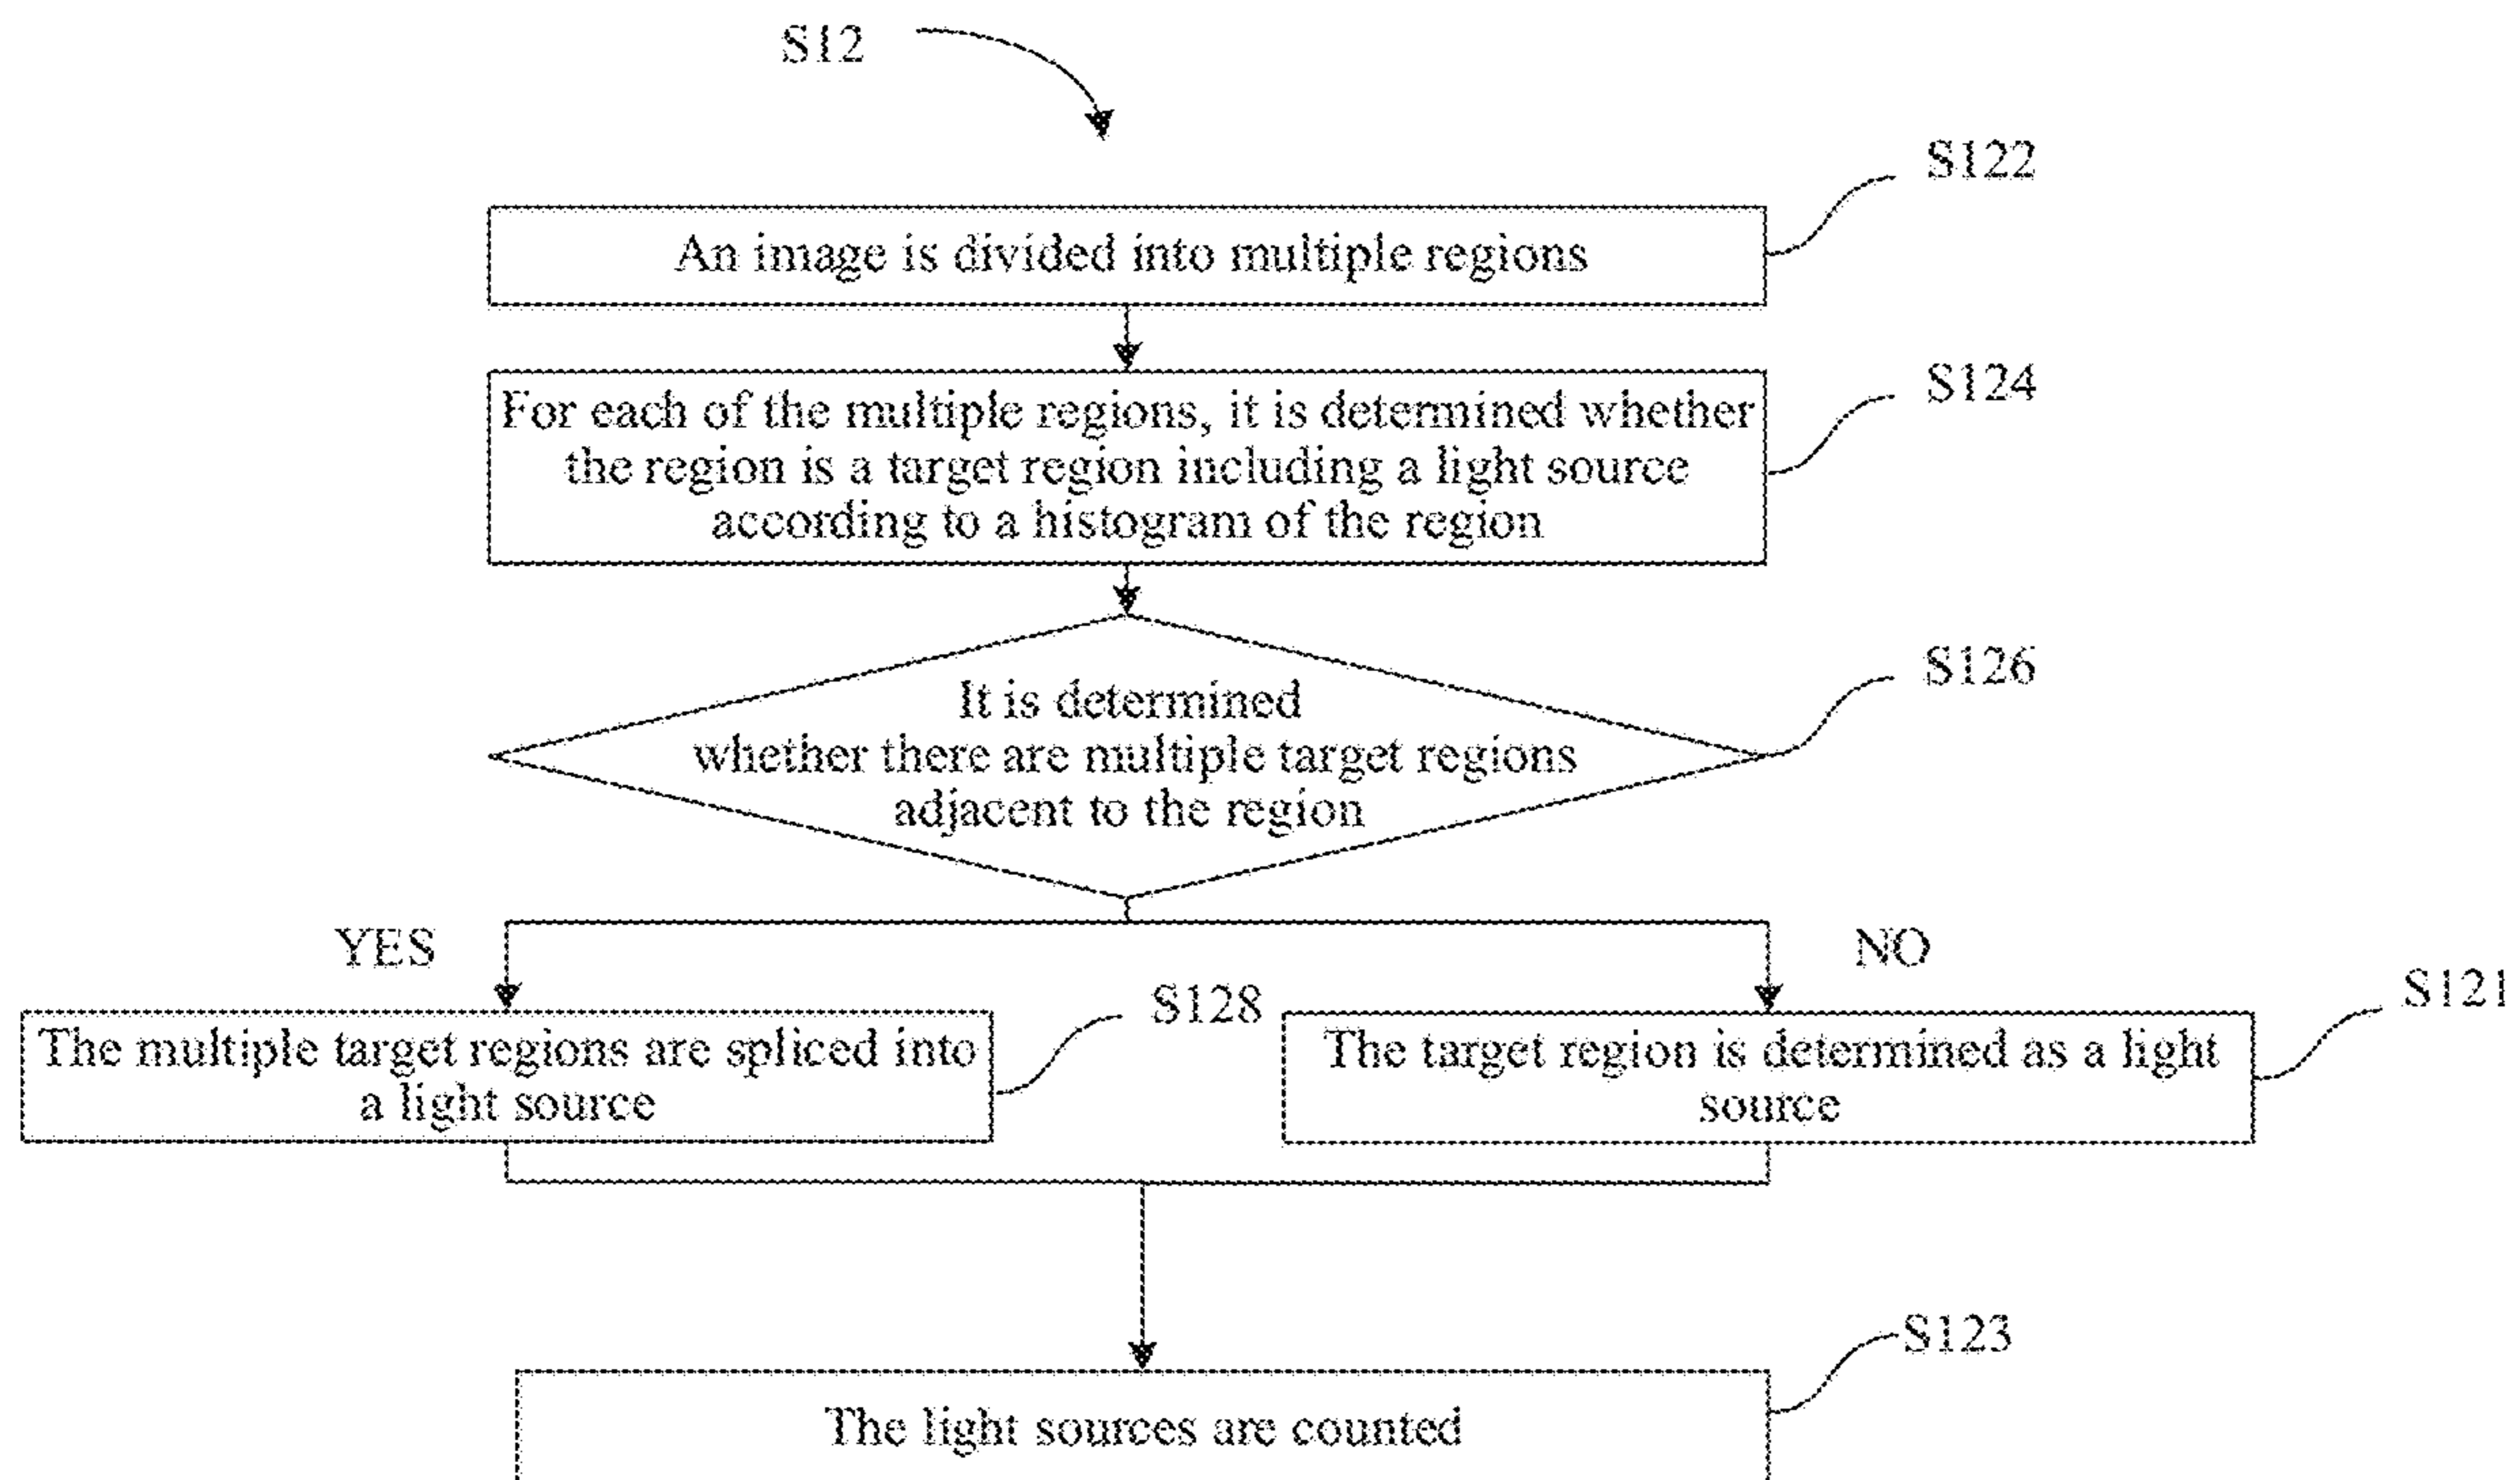 S12
S122
An image is divided into multiple regions
S124
For each of the multiple regions, it is determined whether
the region is a target region including a light source
according to a histogram of the region
S126
It is determined
whether there are multiple target regions
adjacent to the region
YES
NO
S128
S121
The multiple target regions are spliced into
a light source
The target region is determined as a light
source
S123
The light sources are counted